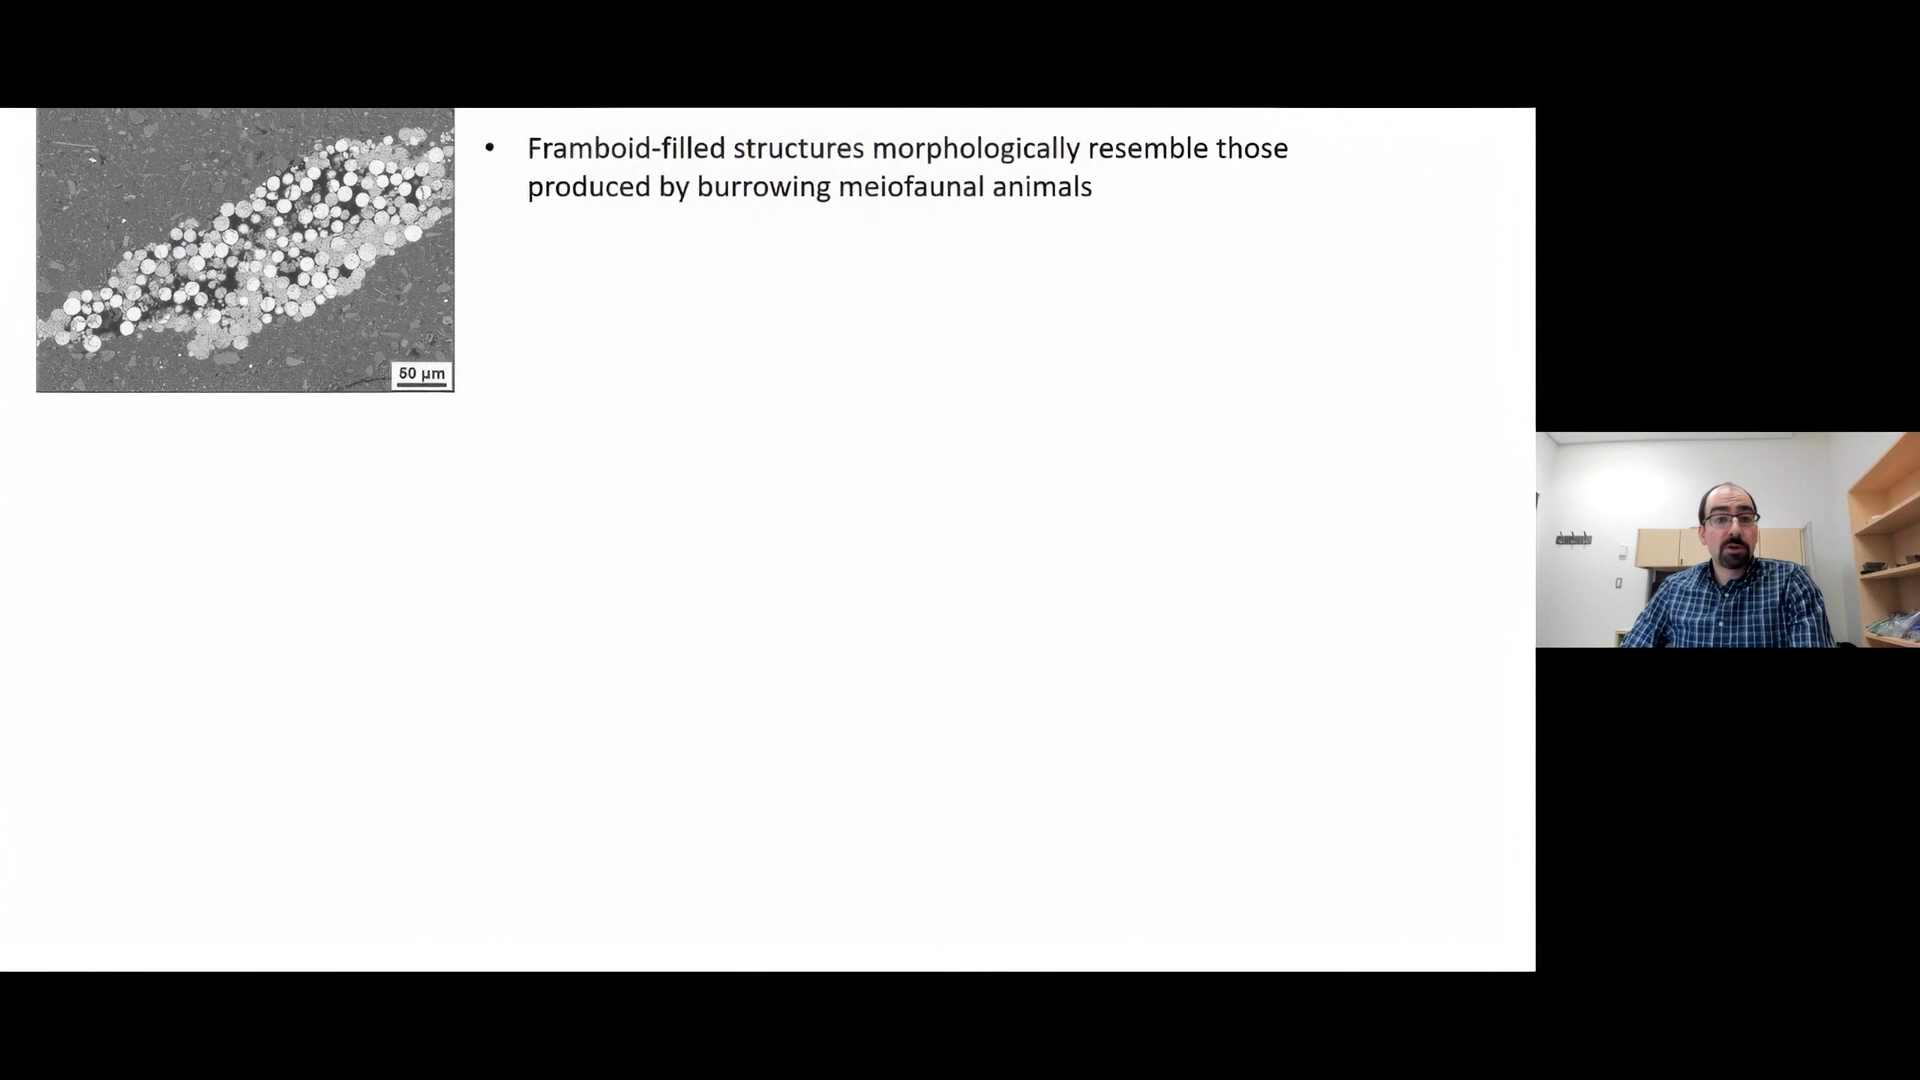 • Framboid-filled structures morphologically resemble those
produced by burrowing meiofaunal animals
50 µm